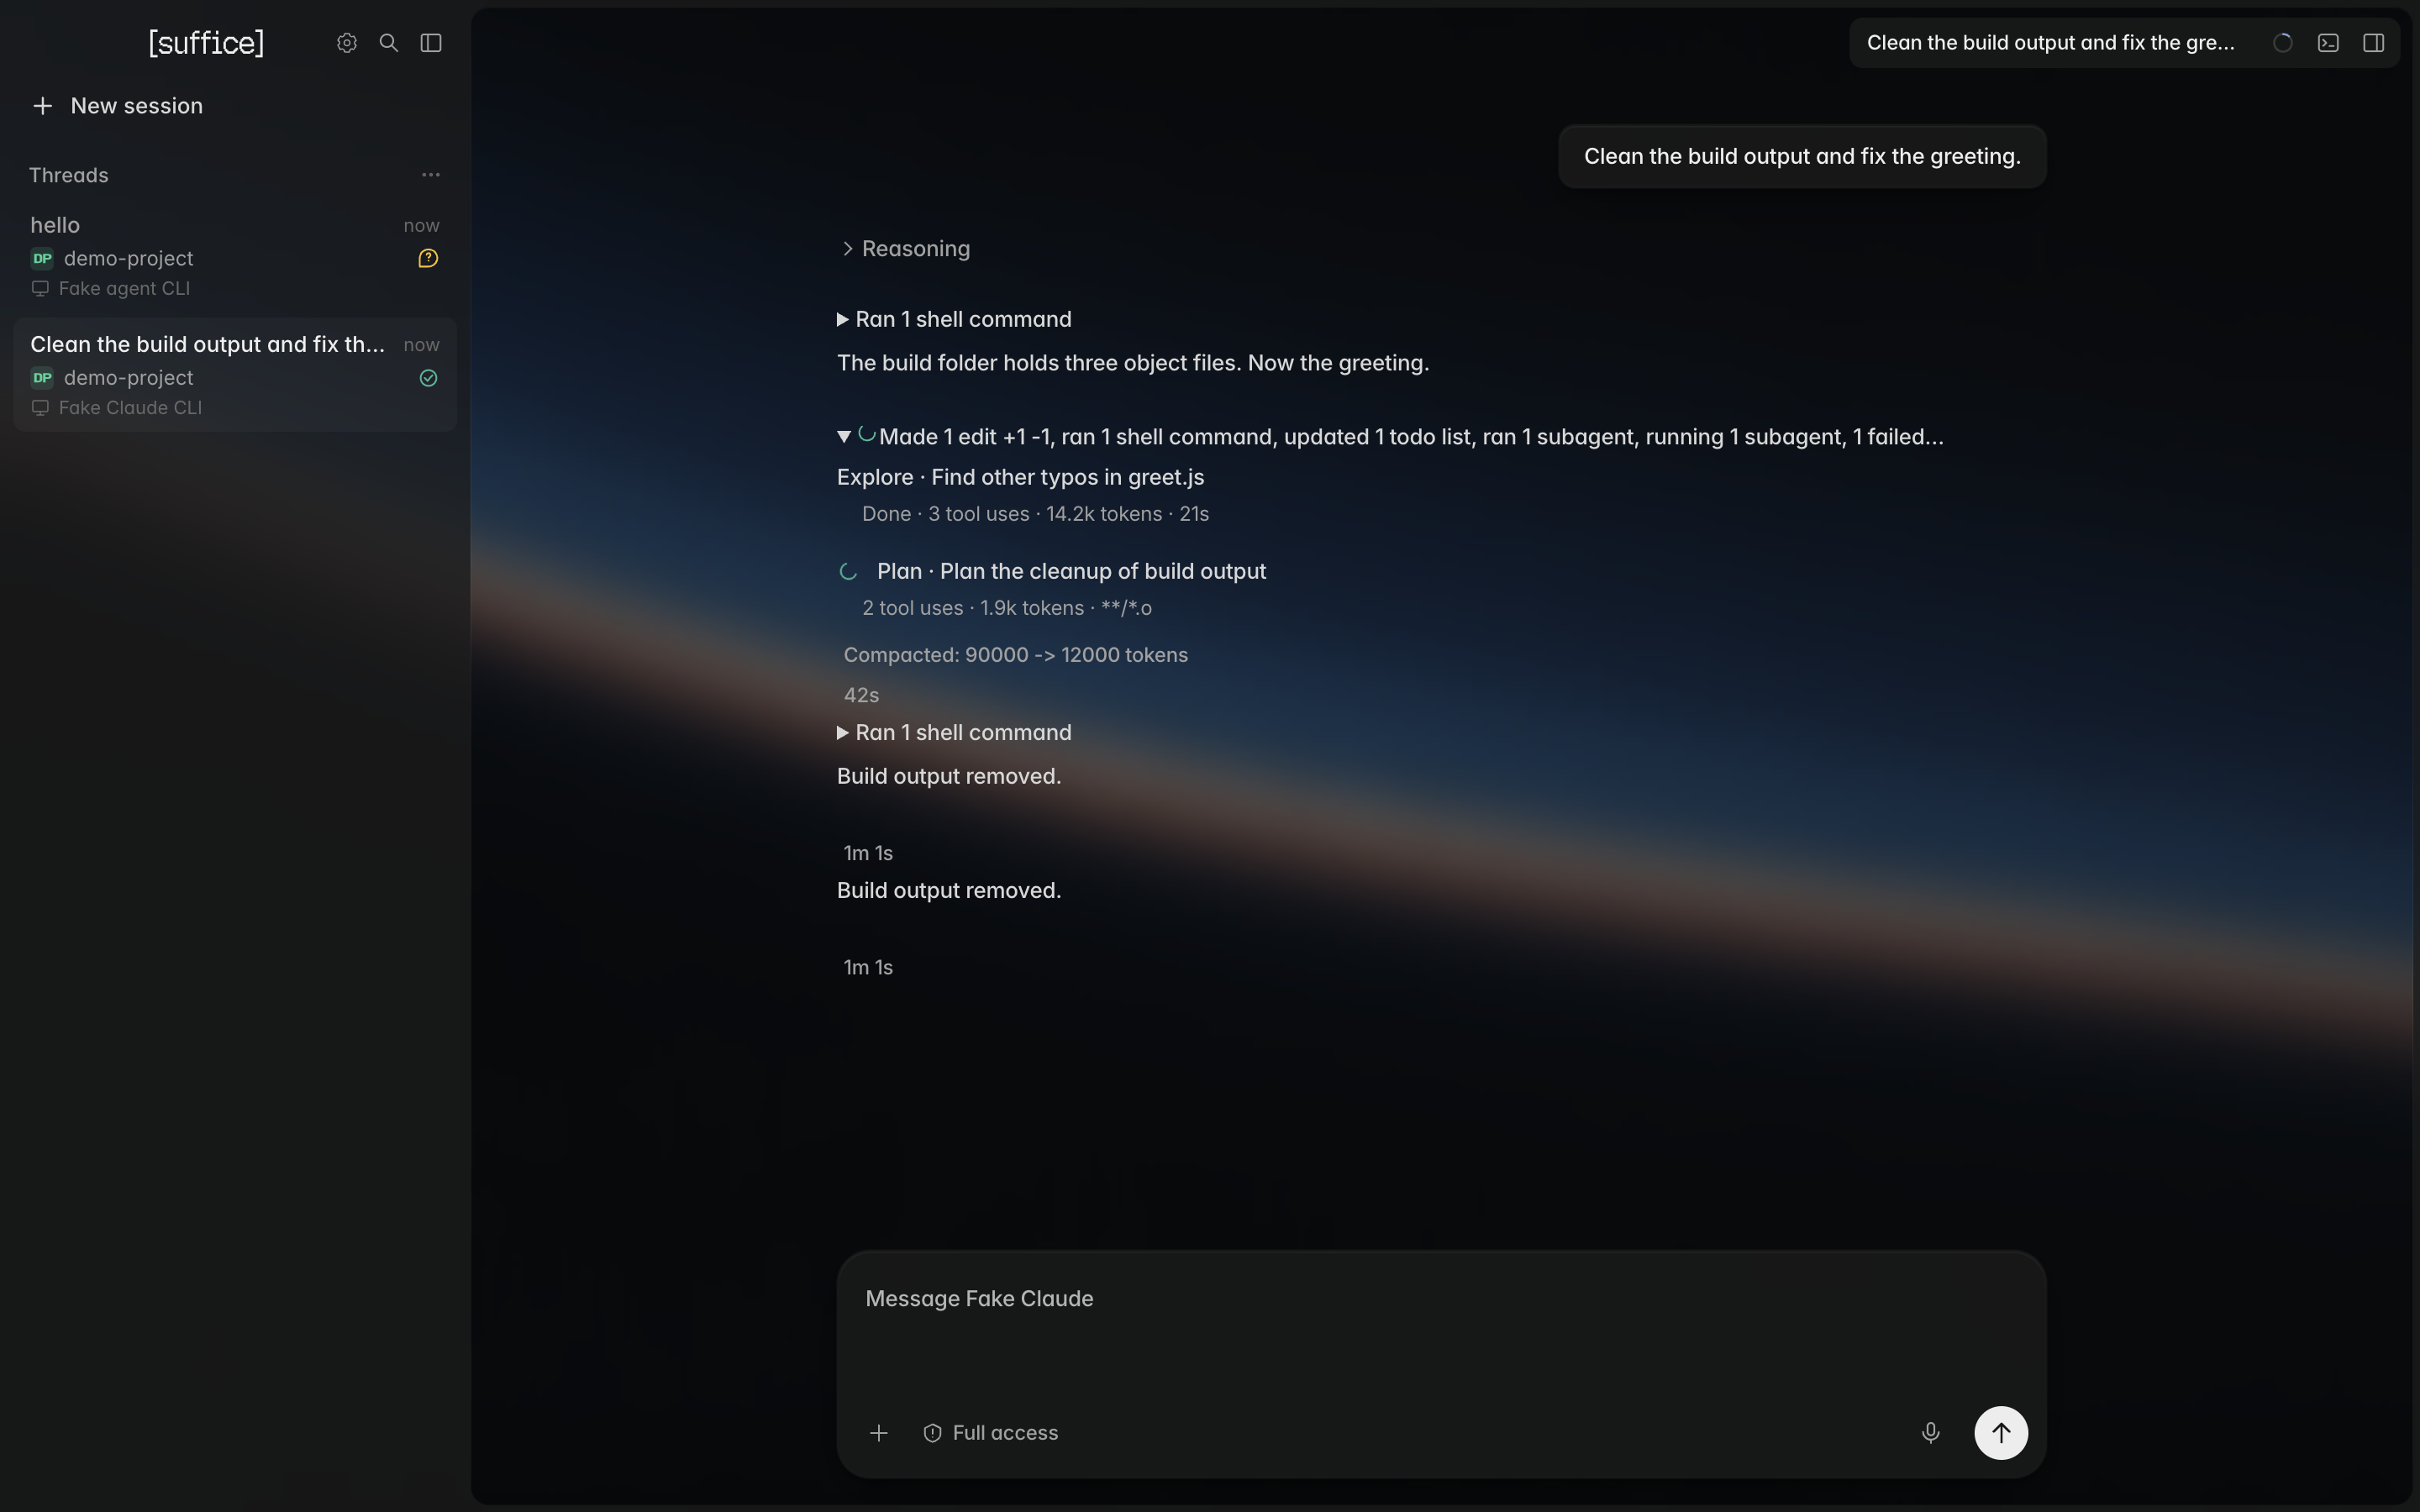 [suffice]
New session
Threads
hello now
DP demo-project
Fake agent CLI
Clean the build output and fix th... now
DP demo-project
Fake Claude CLI
Clean the build output and fix the gre...
Clean the build output and fix the greeting.
Reasoning
Ran 1 shell command
The build folder holds three object files. Now the greeting.
Made 1 edit +1 -1, ran 1 shell command, updated 1 todo list, ran 1 subagent, running 1 subagent, 1 failed...
Explore · Find other typos in greet.js
Done · 3 tool uses · 14.2k tokens · 21s
Plan · Plan the cleanup of build output
2 tool uses · 1.9k tokens · **/*.o
Compacted: 90000 -> 12000 tokens
42s
Ran 1 shell command
Build output removed.
1m 1s
Build output removed.
1m 1s
Message Fake Claude
Full access